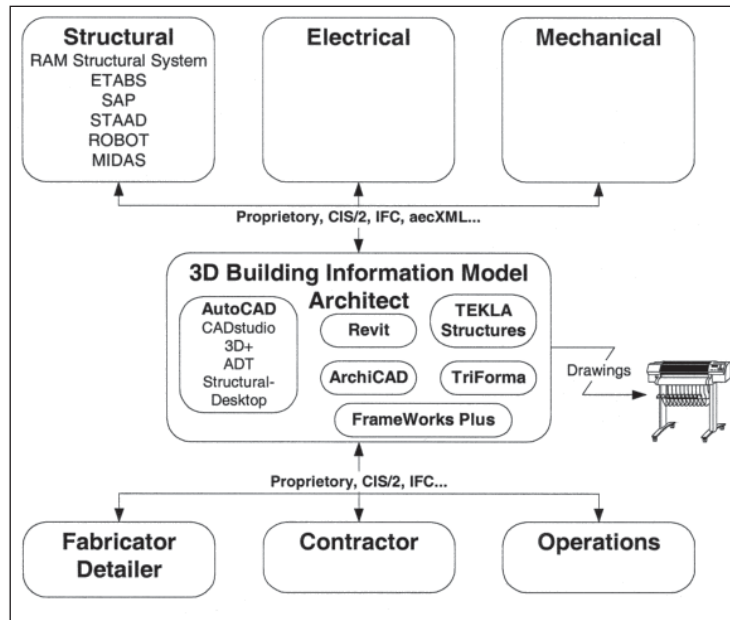 Structural
RAM Structural System
ETABS
SAP
STAAD
ROBOT
MIDAS
Electrical
Mechanical
Proprietory, CIS/2, IFC, aecXML...
3D Building Information Model
Architect
AutoCAD
CADstudio
3D+
ADT
Structural-
Desktop
Revit
TEKLA
Structures
ArchiCAD
TriForma
FrameWorks Plus
Drawings
Proprietory, CIS/2, IFC...
Fabricator
Detailer
Contractor
Operations